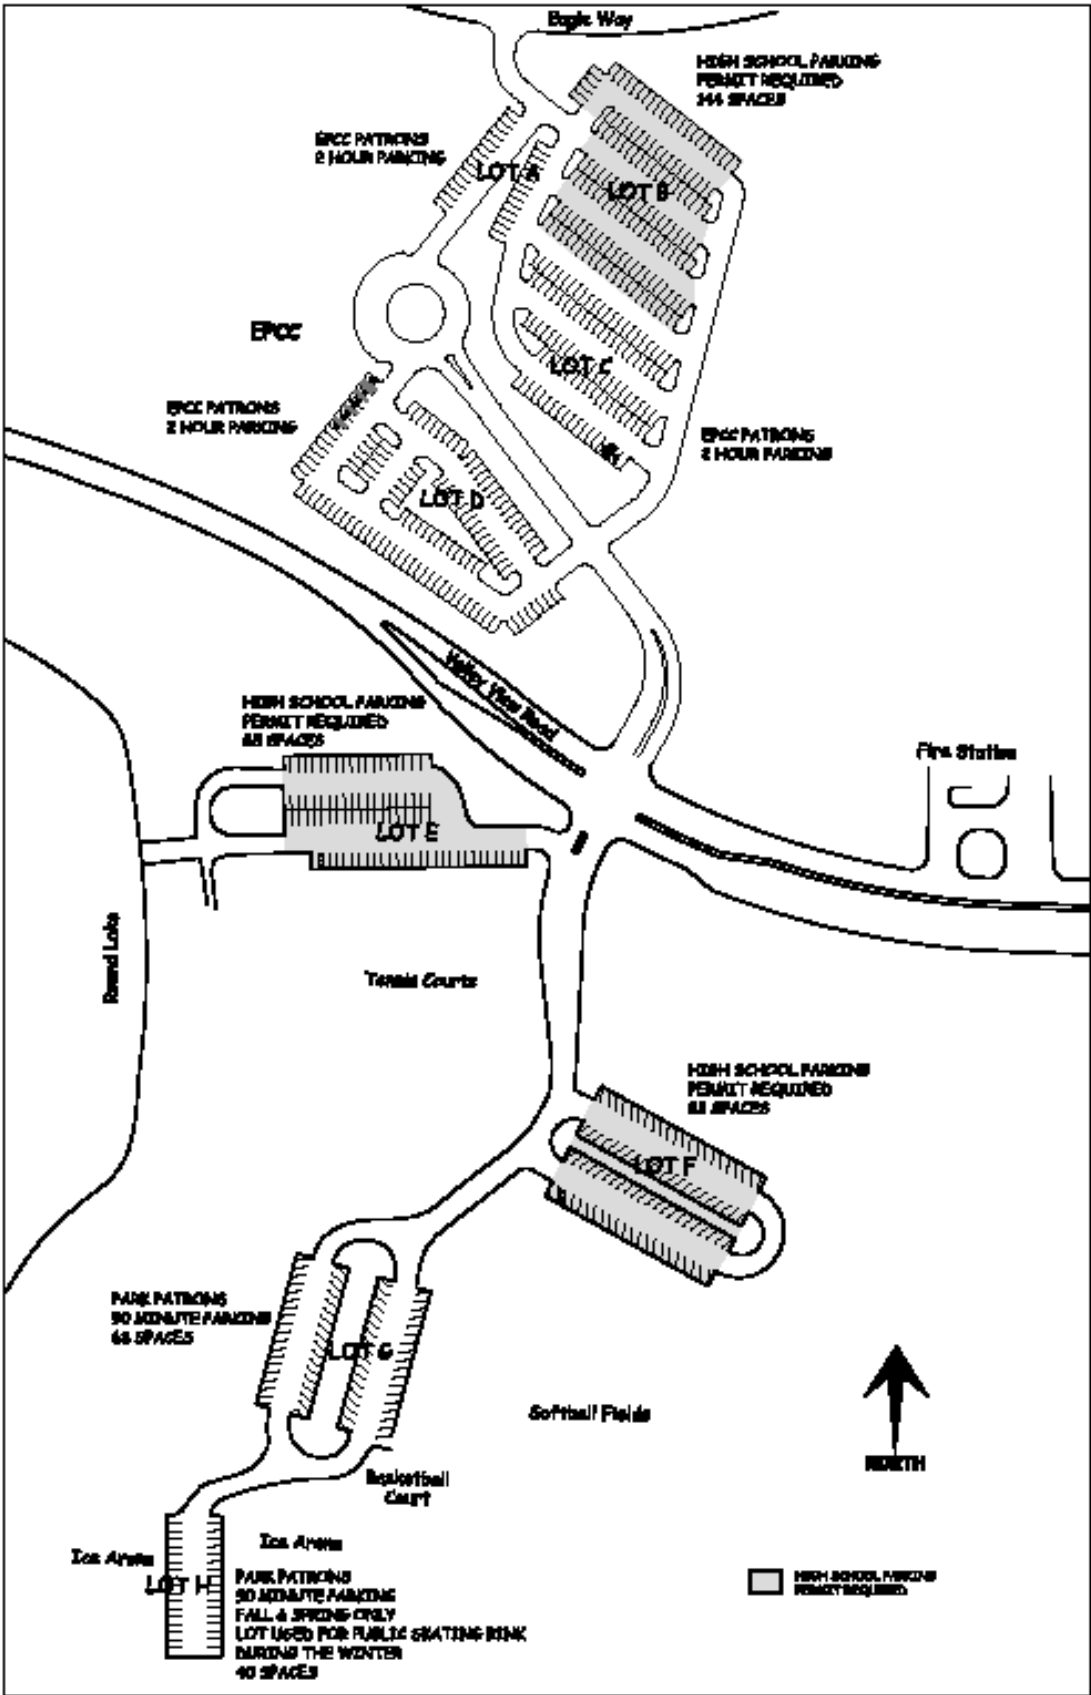 Eagle Way
HIGH SCHOOL PARKING
PERMIT REQUIRED
SPACES
EPCC PATRONS
2 HOUR PARKING
LOT A
LOT B
EPCC
LOT C
EPCC PATRONS
2 HOUR PARKING
EPCC PATRONS
2 HOUR PARKING
LOT D
Valley View Road
HIGH SCHOOL PARKING
PERMIT REQUIRED
SPACES
Fire Station
LOT E
Round Lake
Tennis Courts
HIGH SCHOOL PARKING
PERMIT REQUIRED
SPACES
LOT F
PARK PATRONS
90 MINUTE PARKING
SPACES
LOT G
Softball Fields
NORTH
Basketball
Court
Ice Arena
Ice Arena
LOT H
PARK PATRONS
90 MINUTE PARKING
FALL & SPRING ONLY
LOT USED FOR PUBLIC SKATING RINK
DURING THE WINTER
40 SPACES
HIGH SCHOOL PARKING
PERMIT REQUIRED